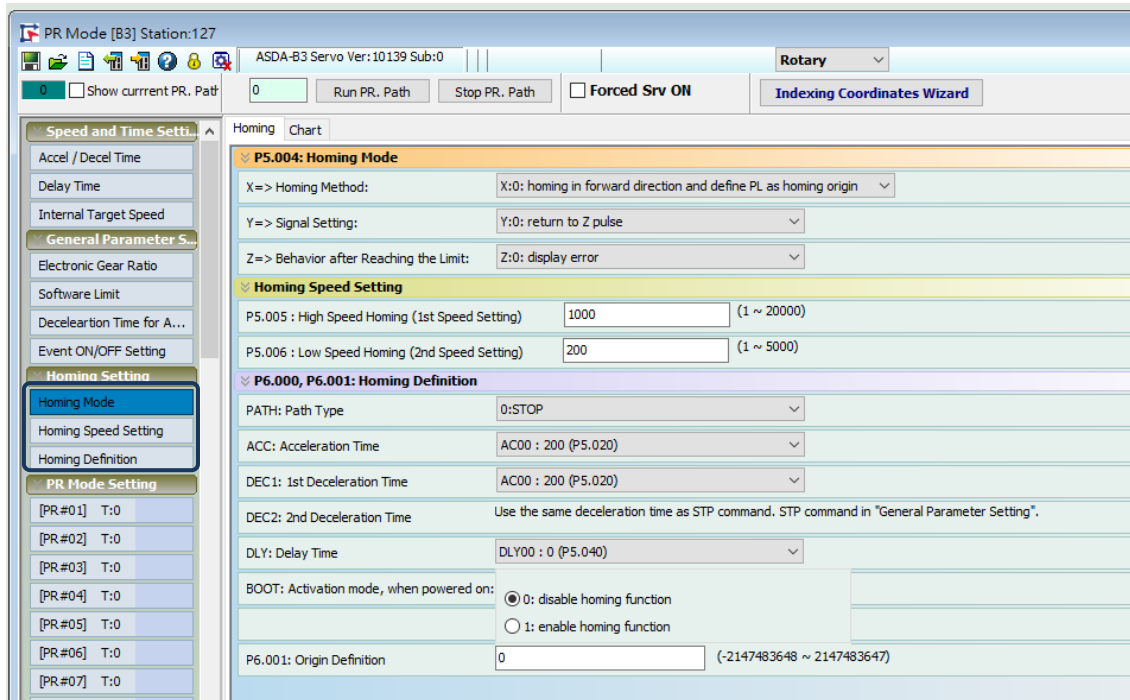 PR Mode [B3] Station:127
ASDA-B3 Servo Ver:10139 Sub:0
Rotary
0 Show currrent PR. Path 0 Run PR. Path Stop PR. Path Forced Srv ON Indexing Coordinates Wizard
Speed and Time Setti...
Accel / Decel Time
Delay Time
Internal Target Speed
General Parameter S...
Electronic Gear Ratio
Software Limit
Deceleartion Time for A...
Event ON/OFF Setting
Homing Setting
Homing Mode
Homing Speed Setting
Homing Definition
PR Mode Setting
[PR#01] T:0
[PR#02] T:0
[PR#03] T:0
[PR#04] T:0
[PR#05] T:0
[PR#06] T:0
[PR#07] T:0
Homing Chart
P5.004: Homing Mode
X=> Homing Method: X:0: homing in forward direction and define PL as homing origin
Y=> Signal Setting: Y:0: return to Z pulse
Z=> Behavior after Reaching the Limit: Z:0: display error
Homing Speed Setting
P5.005 : High Speed Homing (1st Speed Setting) 1000 (1 ~ 20000)
P5.006 : Low Speed Homing (2nd Speed Setting) 200 (1 ~ 5000)
P6.000, P6.001: Homing Definition
PATH: Path Type 0:STOP
ACC: Acceleration Time AC00 : 200 (P5.020)
DEC1: 1st Deceleration Time AC00 : 200 (P5.020)
DEC2: 2nd Deceleration Time Use the same deceleration time as STP command. STP command in "General Parameter Setting".
DLY: Delay Time DLY00 : 0 (P5.040)
BOOT: Activation mode, when powered on: 0: disable homing function
1: enable homing function
P6.001: Origin Definition 0 (-2147483648 ~ 2147483647)